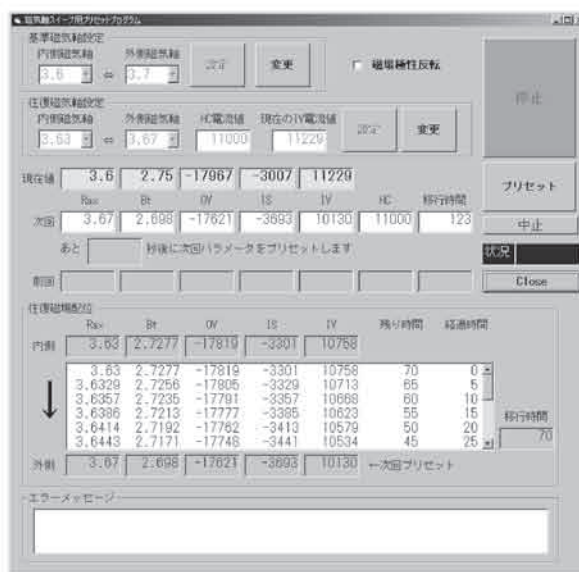 磁気軸スイープ用プリセットプログラム
基準磁気軸設定
内側磁気軸 外側磁気軸
3.6 ⇔ 3.7 設定 変更
磁場極性反転
停止
往復磁気軸設定
内側磁気軸 外側磁気軸 HC電流値 現在のIV電流値
3.63 ⇔ 3.67 11000 11229 設定 変更
現在値 3.6 2.75 -17967 -3007 11229
プリセット
Rax Bt OV IS IV HC 移行時間
次回 3.67 2.698 -17621 -3693 10130 11000 123
中止
あと 秒後に次回パラメータをプリセットします
状況
前回
Close
往復磁場配位
Rax Bt OV IS IV 残り時間 経過時間
内側 3.63 2.7277 -17819 -3301 10758
3.63 2.7277 -17819 -3301 10758 70 0
3.6329 2.7256 -17805 -3329 10713 65 5
3.6357 2.7235 -17791 -3357 10668 60 10
3.6386 2.7213 -17777 -3385 10623 55 15
3.6414 2.7192 -17762 -3413 10579 50 20
3.6443 2.7171 -17748 -3441 10534 45 25
↓
移行時間
70
外側 3.67 2.698 -17621 -3693 10130 ←次回プリセット
エラーメッセージ